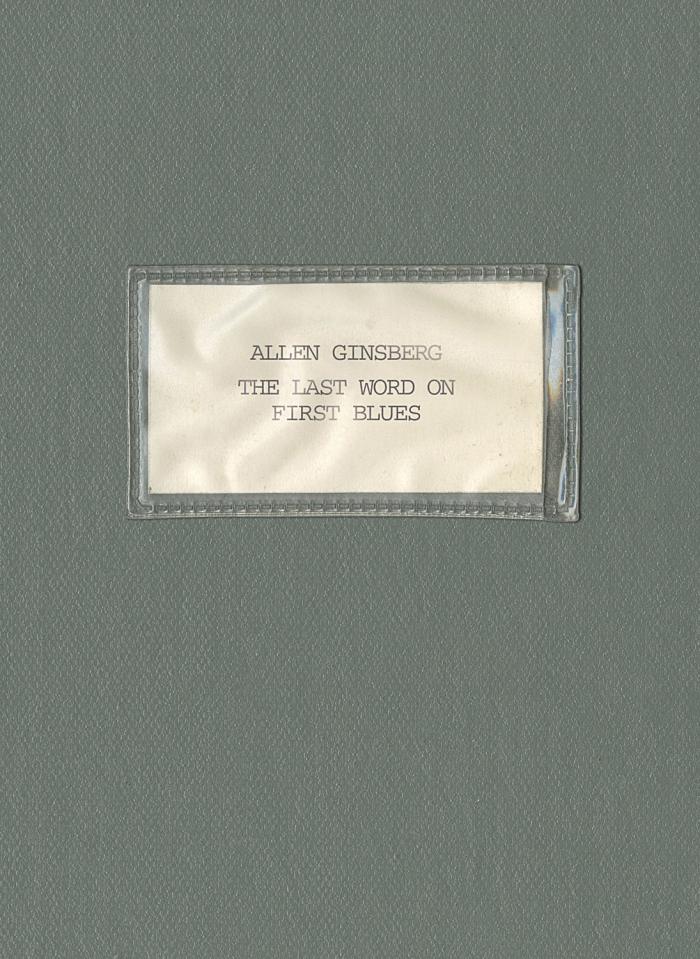 ALLEN GINSBERG
THE LAST WORD ON
FIRST BLUES